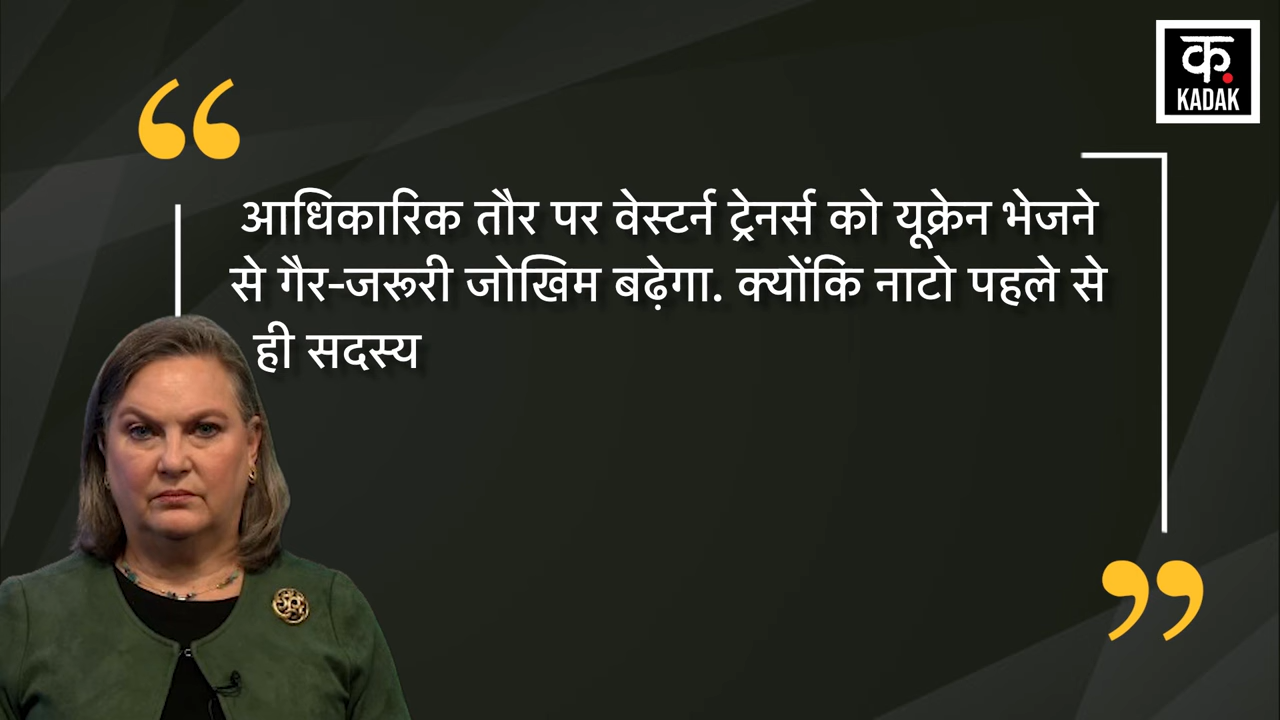 क.
KADAK
आधिकारिक तौर पर वेस्टर्न ट्रेनर्स को यूक्रेन भेजने
से गैर-जरूरी जोखिम बढ़ेगा. क्योंकि नाटो पहले से
ही सदस्य